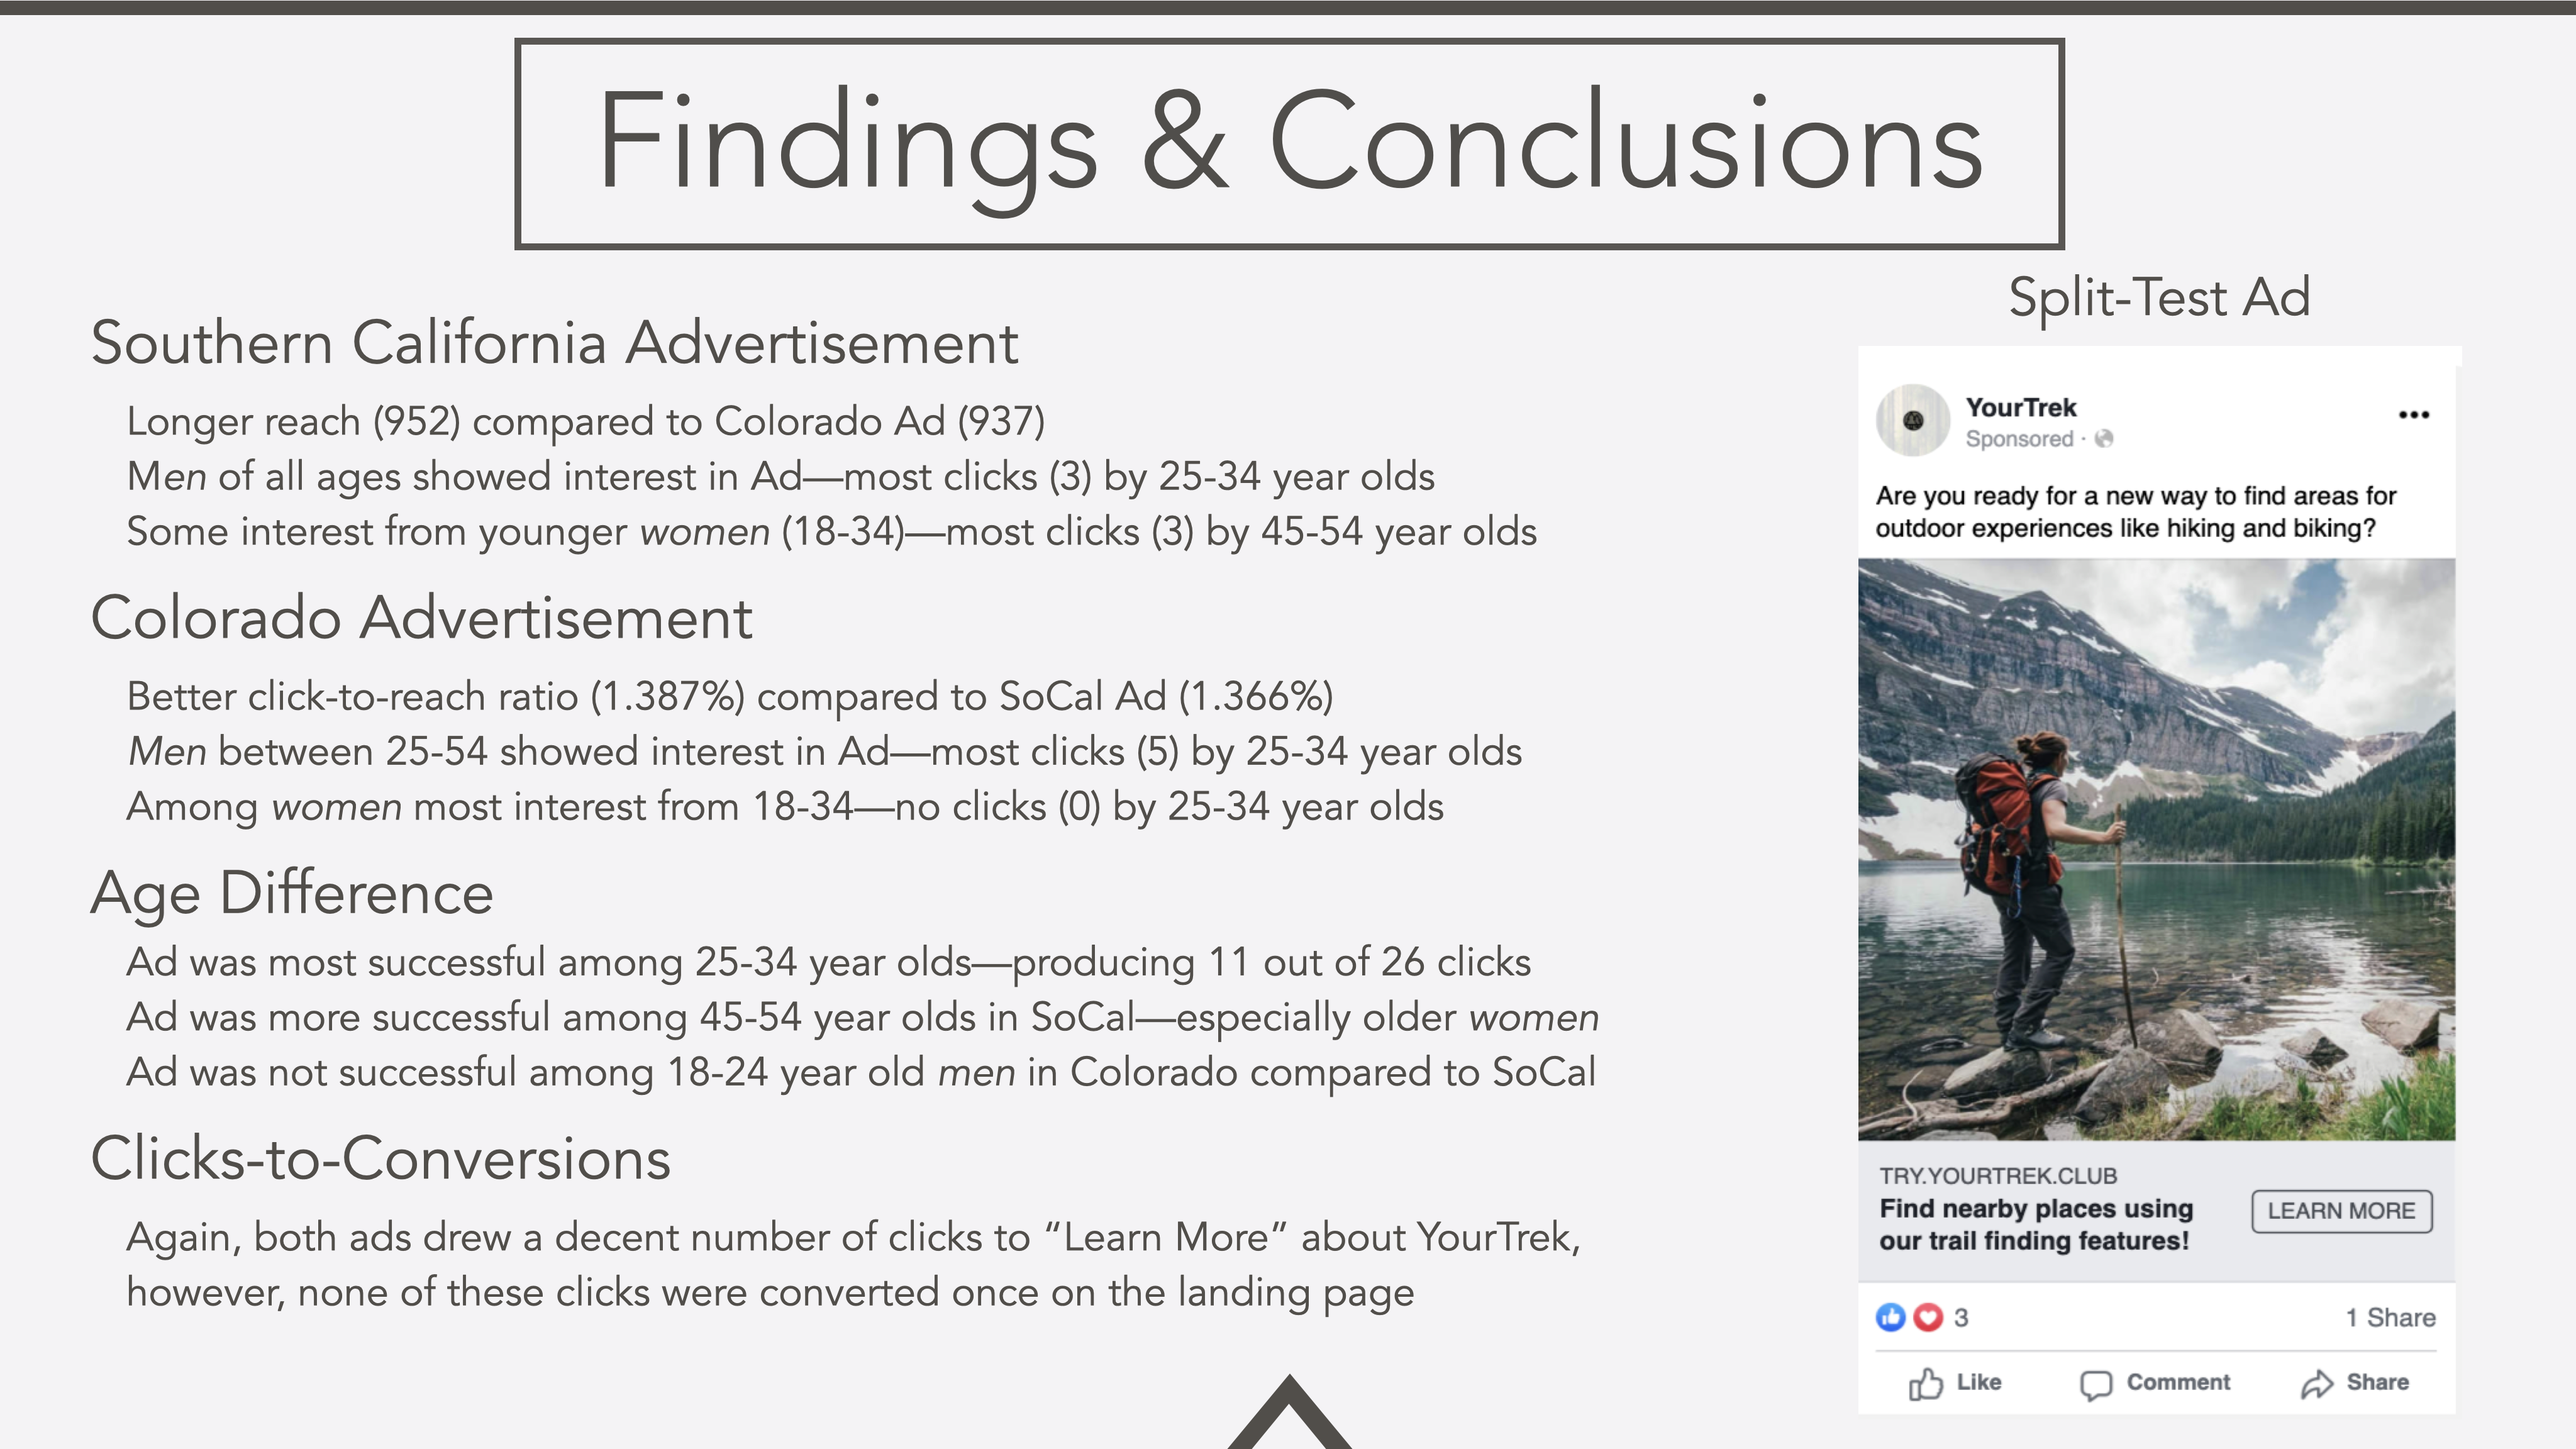 Findings & Conclusions
Southern California Advertisement
Longer reach (952) compared to Colorado Ad (937)
Men of all ages showed interest in Ad—most clicks (3) by 25-34 year olds
Some interest from younger women (18-34)—most clicks (3) by 45-54 year olds
Colorado Advertisement
Better click-to-reach ratio (1.387%) compared to SoCal Ad (1.366%)
Men between 25-54 showed interest in Ad—most clicks (5) by 25-34 year olds
Among women most interest from 18-34—no clicks (0) by 25-34 year olds
Age Difference
Ad was most successful among 25-34 year olds—producing 11 out of 26 clicks
Ad was more successful among 45-54 year olds in SoCal—especially older women
Ad was not successful among 18-24 year old men in Colorado compared to SoCal
Clicks-to-Conversions
Again, both ads drew a decent number of clicks to “Learn More” about YourTrek,
however, none of these clicks were converted once on the landing page
Split-Test Ad
YourTrek
Sponsored ·
Are you ready for a new way to find areas for
outdoor experiences like hiking and biking?
TRY.YOURTREK.CLUB
Find nearby places using
our trail finding features!
LEARN MORE
3 1 Share
Like Comment Share